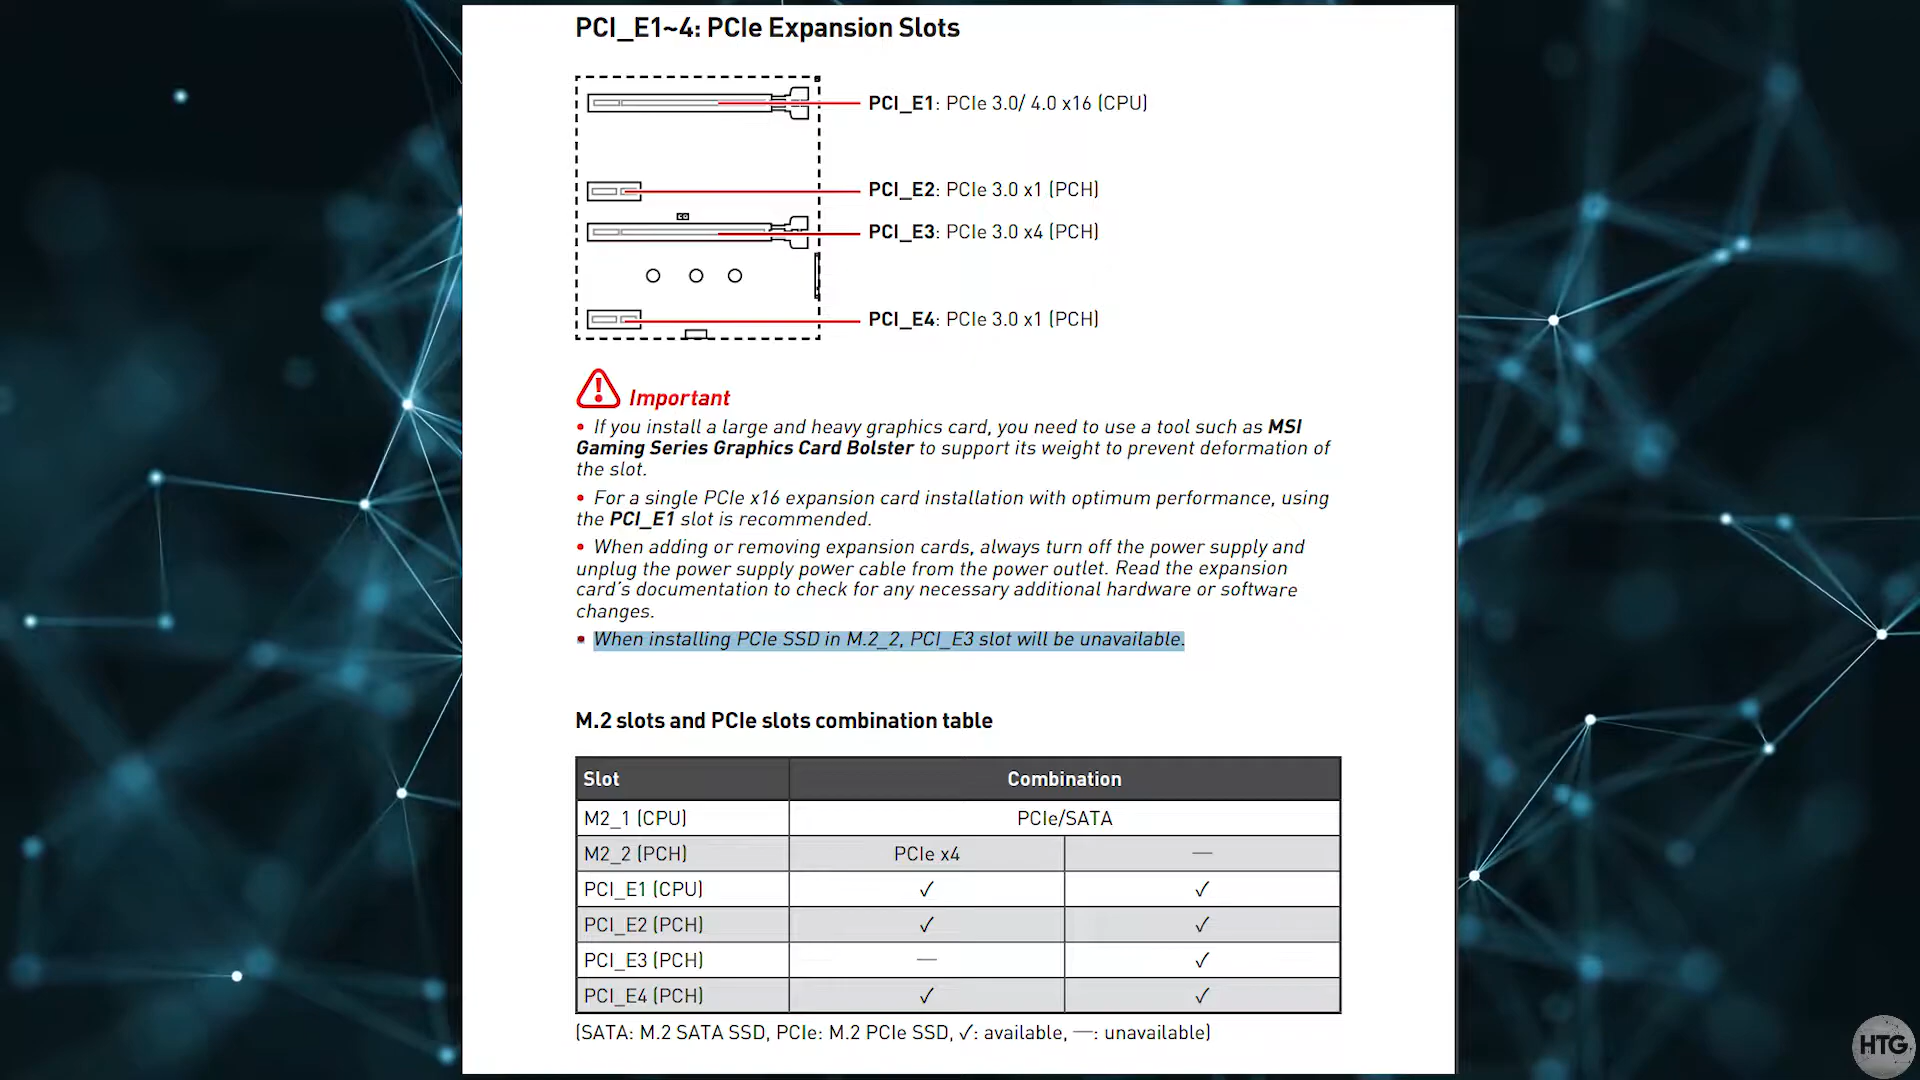 PCI_E1~4: PCIe Expansion Slots
PCI_E1: PCIe 3.0/ 4.0 x16 (CPU)
PCI_E2: PCIe 3.0 x1 (PCH)
PCI_E3: PCIe 3.0 x4 (PCH)
PCI_E4: PCIe 3.0 x1 (PCH)
Important
• If you install a large and heavy graphics card, you need to use a tool such as MSI
Gaming Series Graphics Card Bolster to support its weight to prevent deformation of
the slot.
• For a single PCIe x16 expansion card installation with optimum performance, using
the PCI_E1 slot is recommended.
• When adding or removing expansion cards, always turn off the power supply and
unplug the power supply power cable from the power outlet. Read the expansion
card's documentation to check for any necessary additional hardware or software
changes.
• When installing PCIe SSD in M.2_2, PCI_E3 slot will be unavailable.
M.2 slots and PCIe slots combination table
Slot Combination
M2_1 (CPU) PCIe/SATA
M2_2 (PCH) PCIe x4 —
PCI_E1 (CPU) ✓ ✓
PCI_E2 (PCH) ✓ ✓
PCI_E3 (PCH) — ✓
PCI_E4 (PCH) ✓ ✓
(SATA: M.2 SATA SSD, PCIe: M.2 PCIe SSD, ✓: available, —: unavailable)
HTG